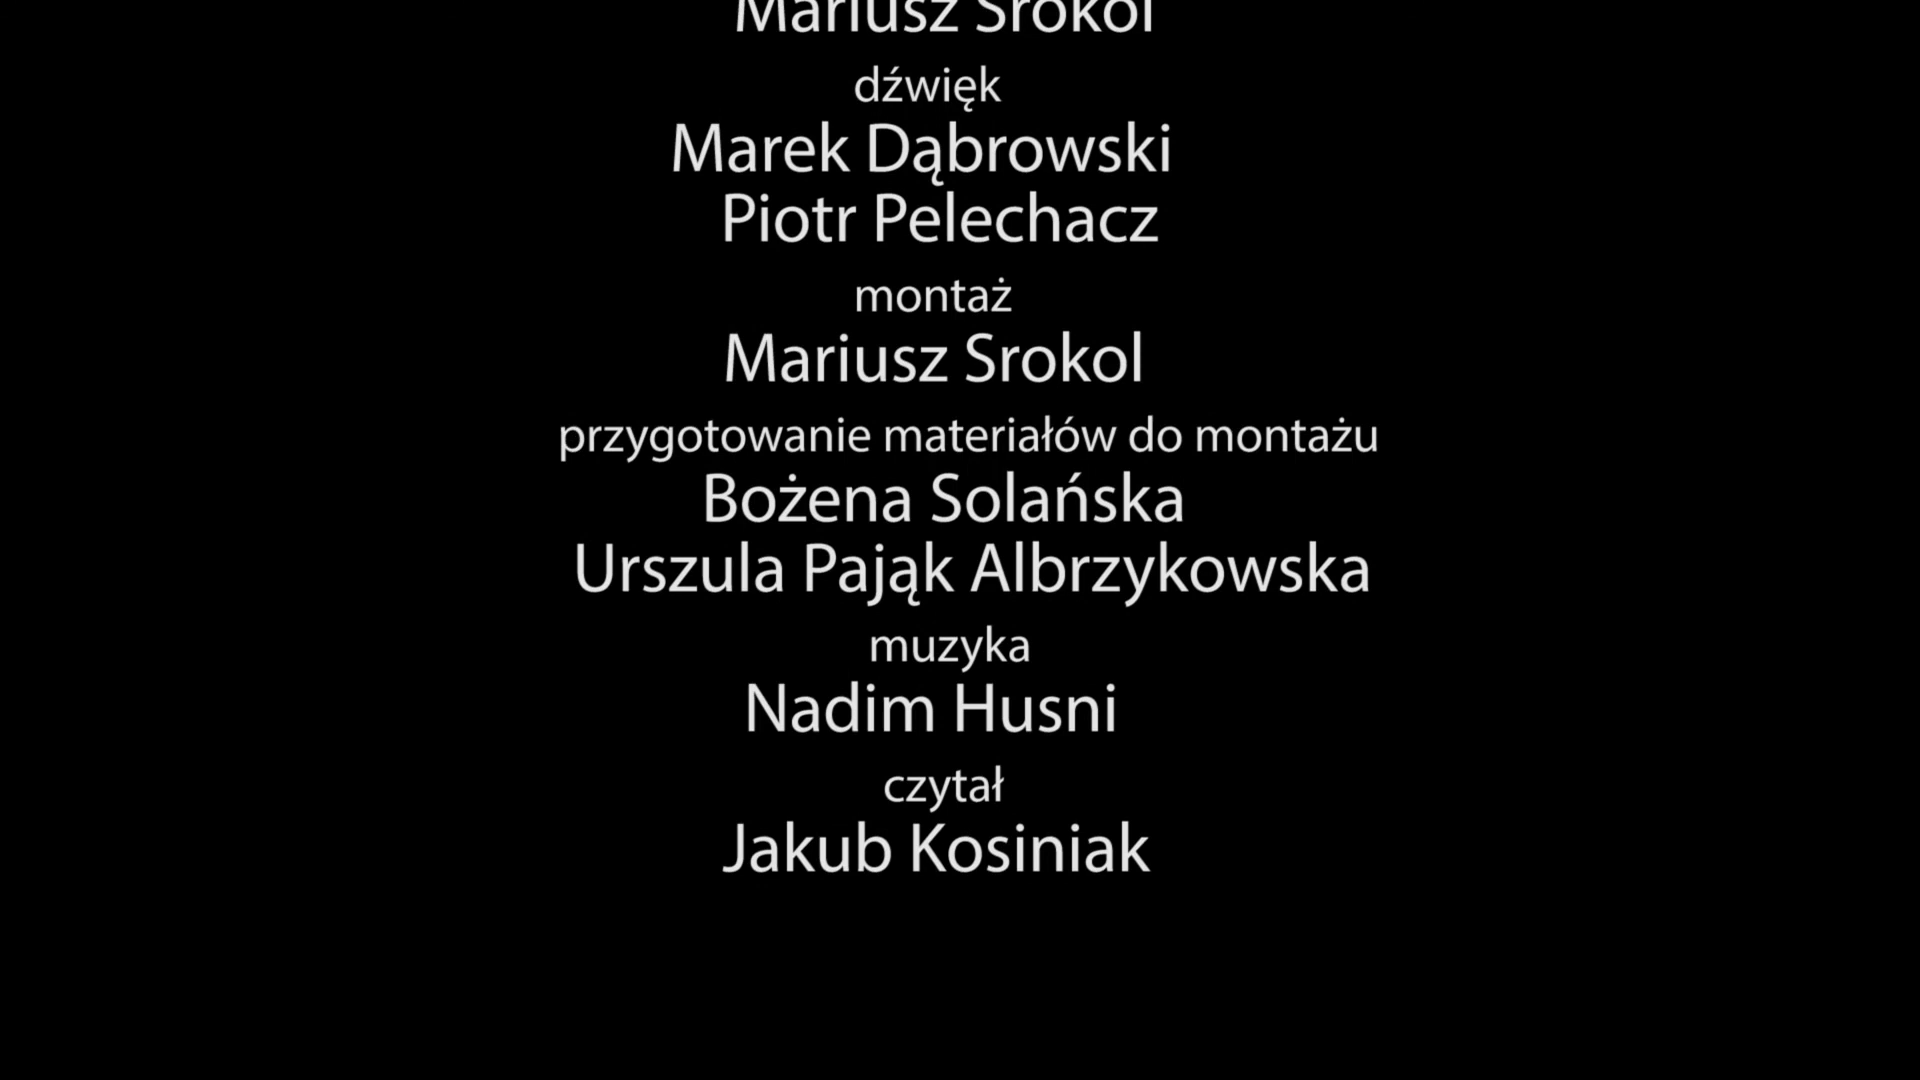 Mariusz Srokol
dźwięk
Marek Dąbrowski
Piotr Pelechacz
montaż
Mariusz Srokol
przygotowanie materiałów do montażu
Bożena Solańska
Urszula Pająk Albrzykowska
muzyka
Nadim Husni
czytał
Jakub Kosiniak